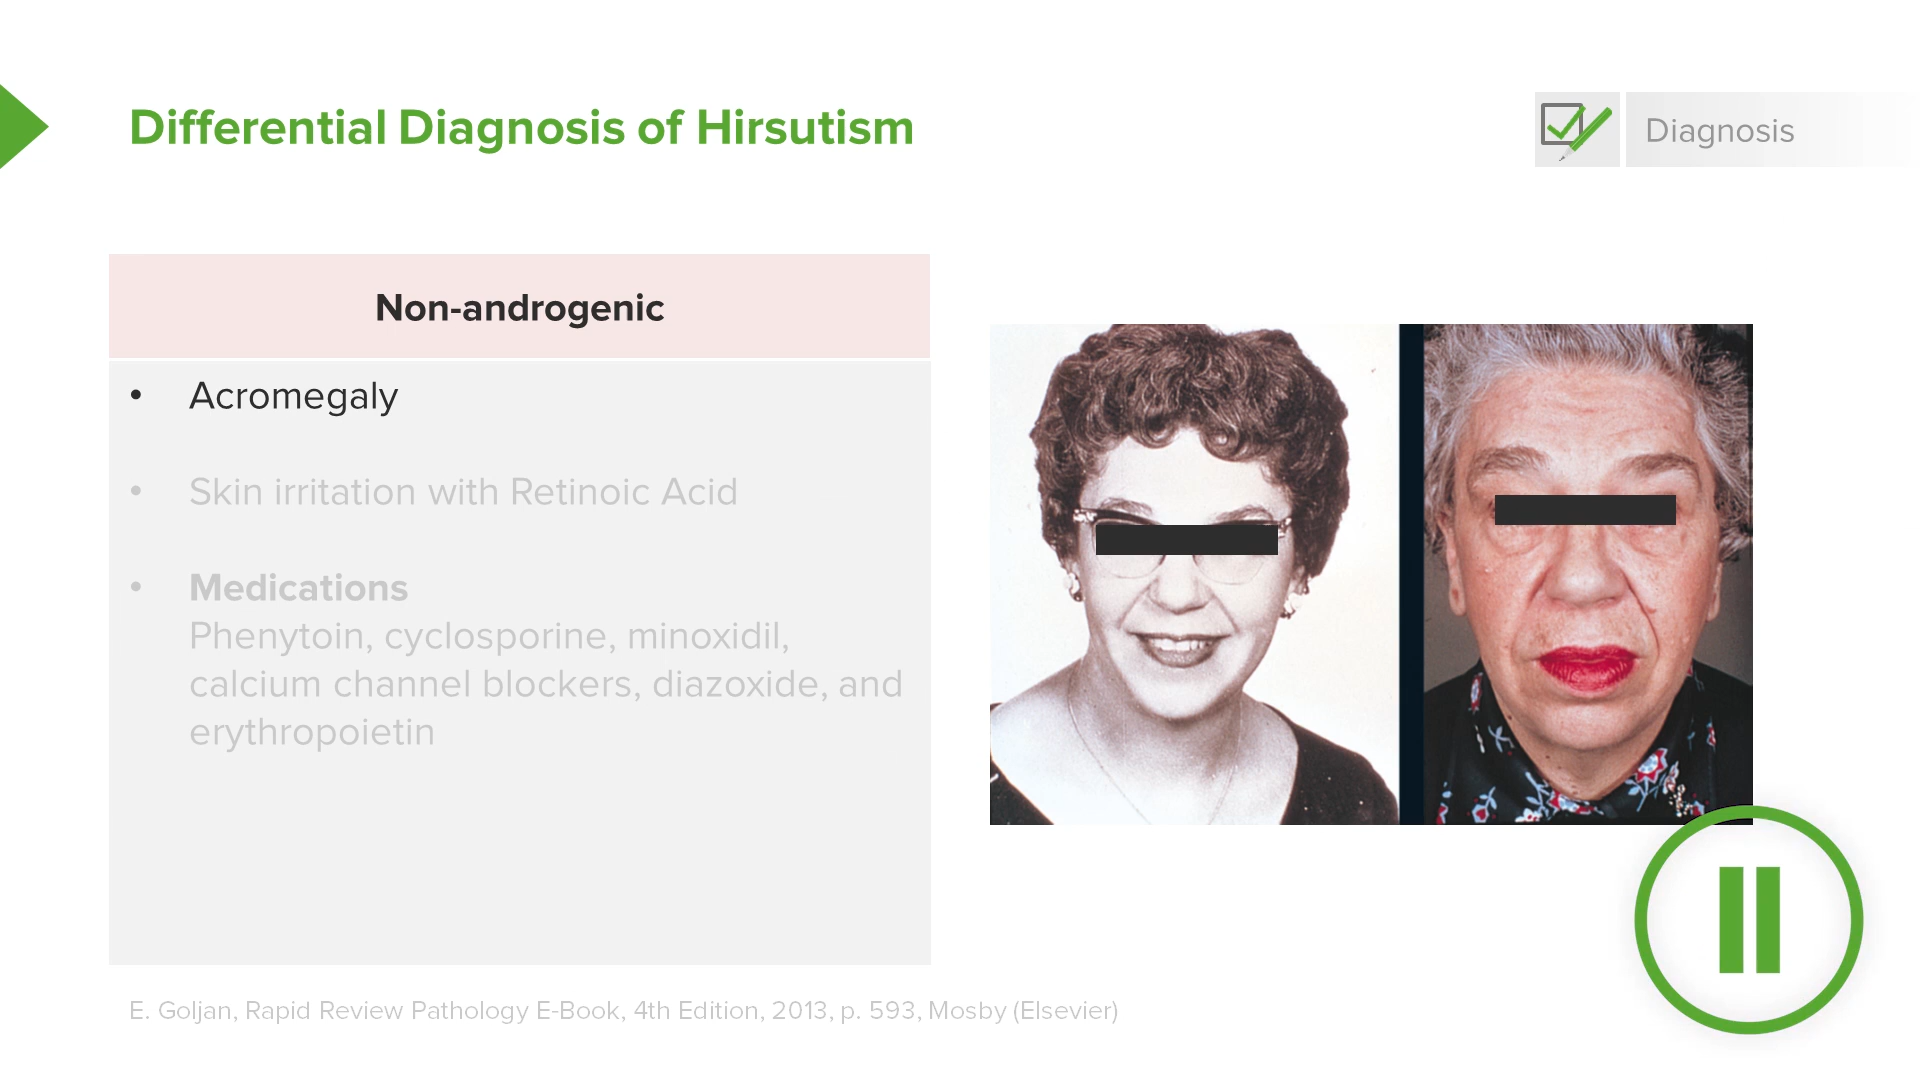 Differential Diagnosis of Hirsutism
Diagnosis
Non-androgenic
• Acromegaly
• Skin irritation with Retinoic Acid
• Medications
Phenytoin, cyclosporine, minoxidil,
calcium channel blockers, diazoxide, and
erythropoietin
E. Goljan, Rapid Review Pathology E-Book, 4th Edition, 2013, p. 593, Mosby (Elsevier)